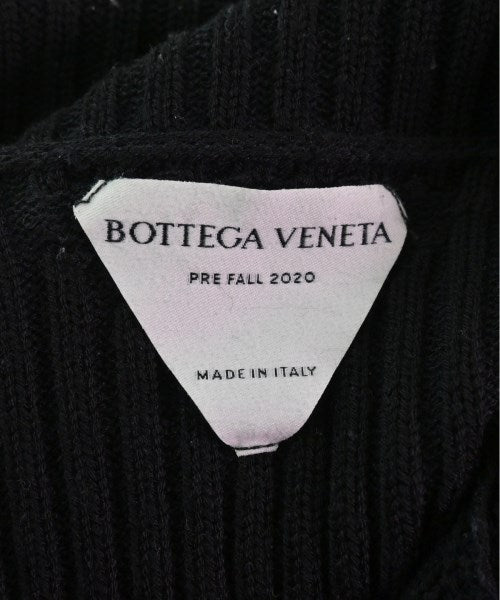 BOTTEGA VENETA
PRE FALL 2020
MADE IN ITALY